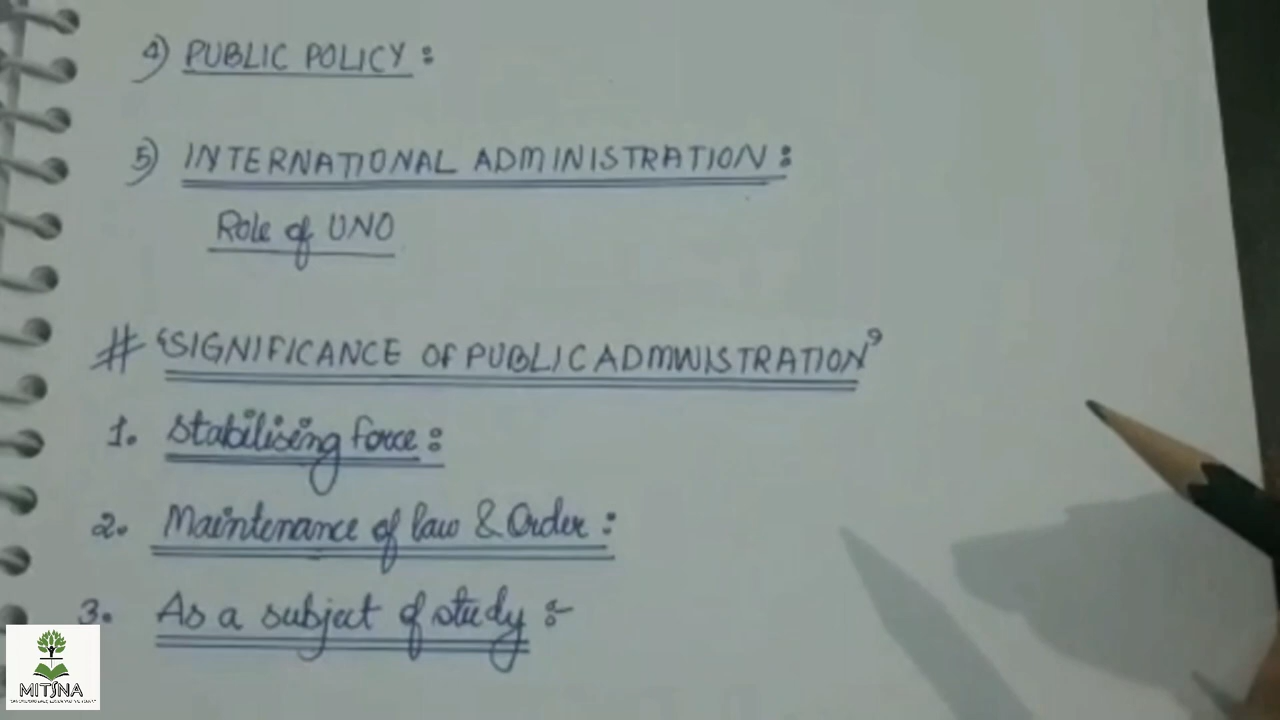 4) PUBLIC POLICY :
5) INTERNATIONAL ADMINISTRATION :
Role of UNO
# 'SIGNIFICANCE OF PUBLIC ADMINISTRATION'
1. Stabilising force :
2. Maintenance of law & Order :
3. As a subject of study :-
MITSNA